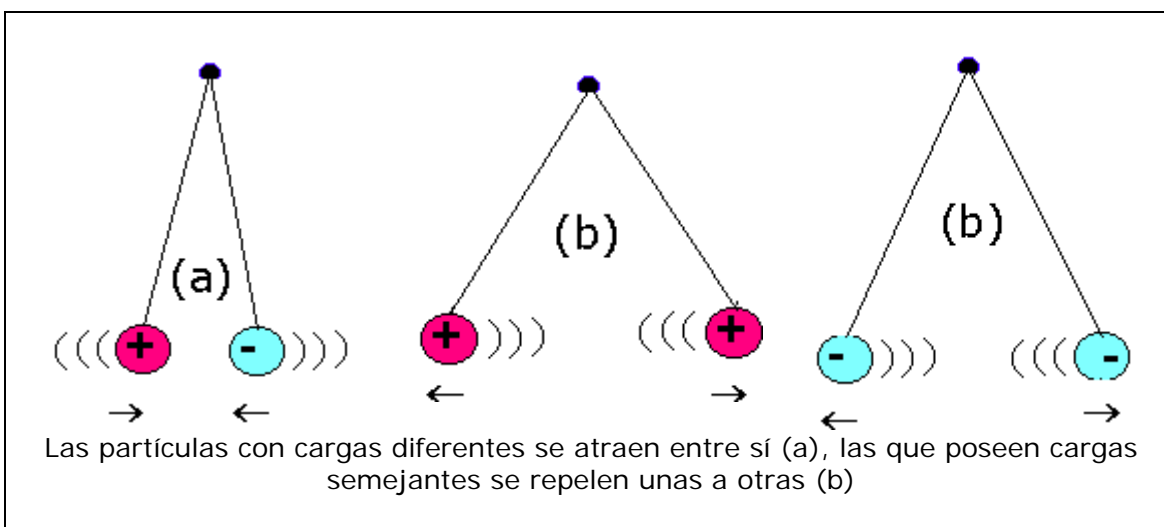 (a)
(b)
(b)
+ -
+ +
- -
Las partículas con cargas diferentes se atraen entre sí (a), las que poseen cargas
semejantes se repelen unas a otras (b)